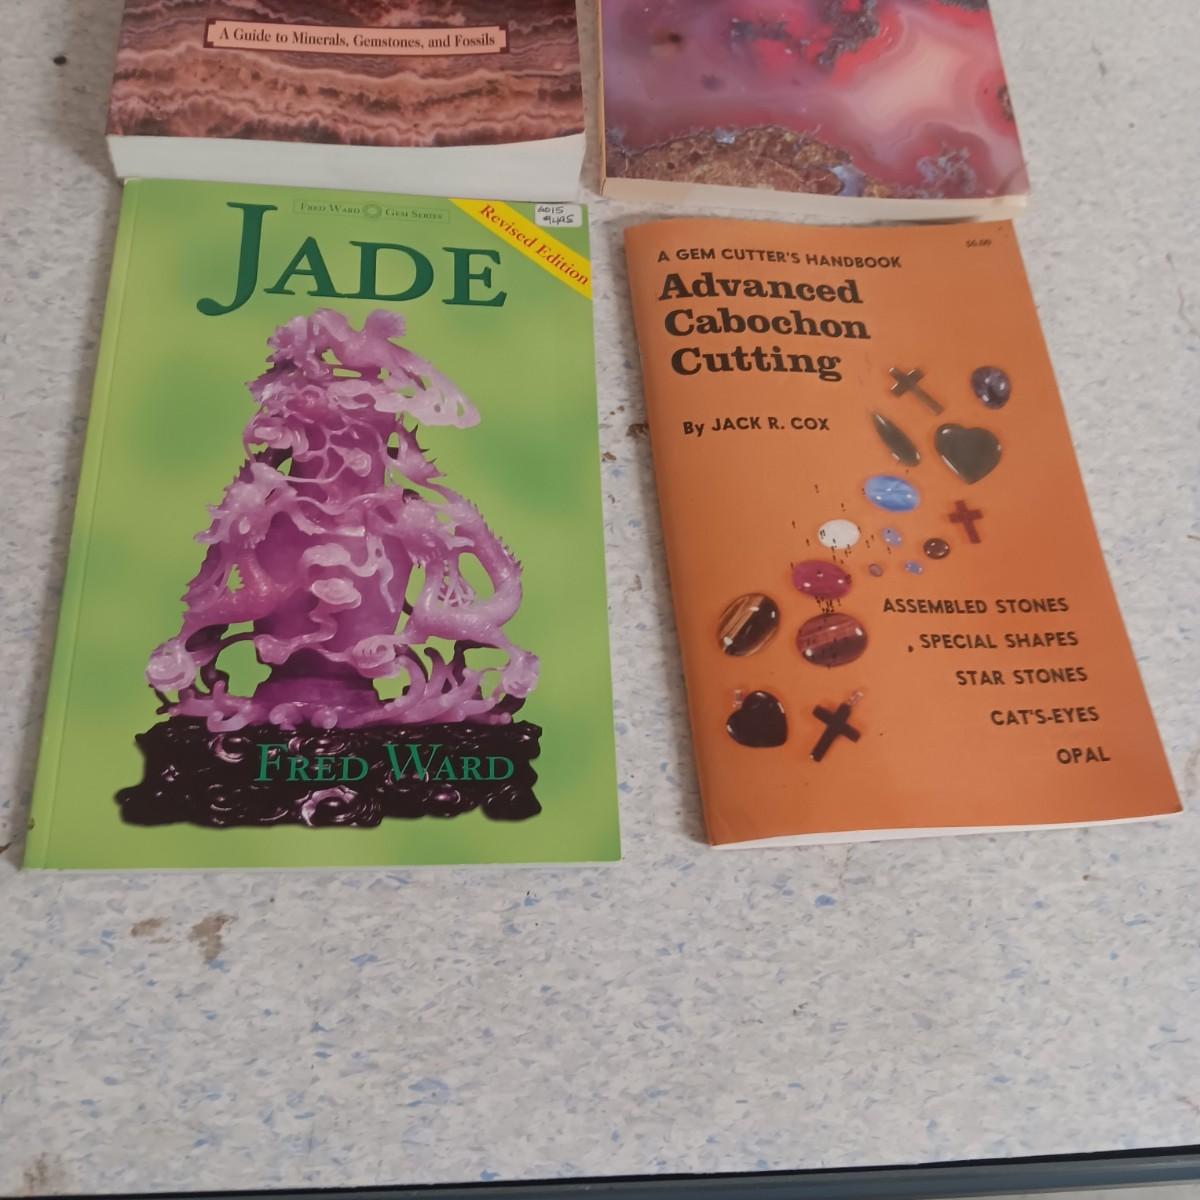 A Guide to Minerals, Gemstones, and Fossils
FRED WARD GEM SERIES
JADE
Revised Edition
FRED WARD
$6.00
A GEM CUTTER'S HANDBOOK
Advanced
Cabochon
Cutting
By JACK R. COX
ASSEMBLED STONES
, SPECIAL SHAPES
STAR STONES
CAT'S-EYES
OPAL